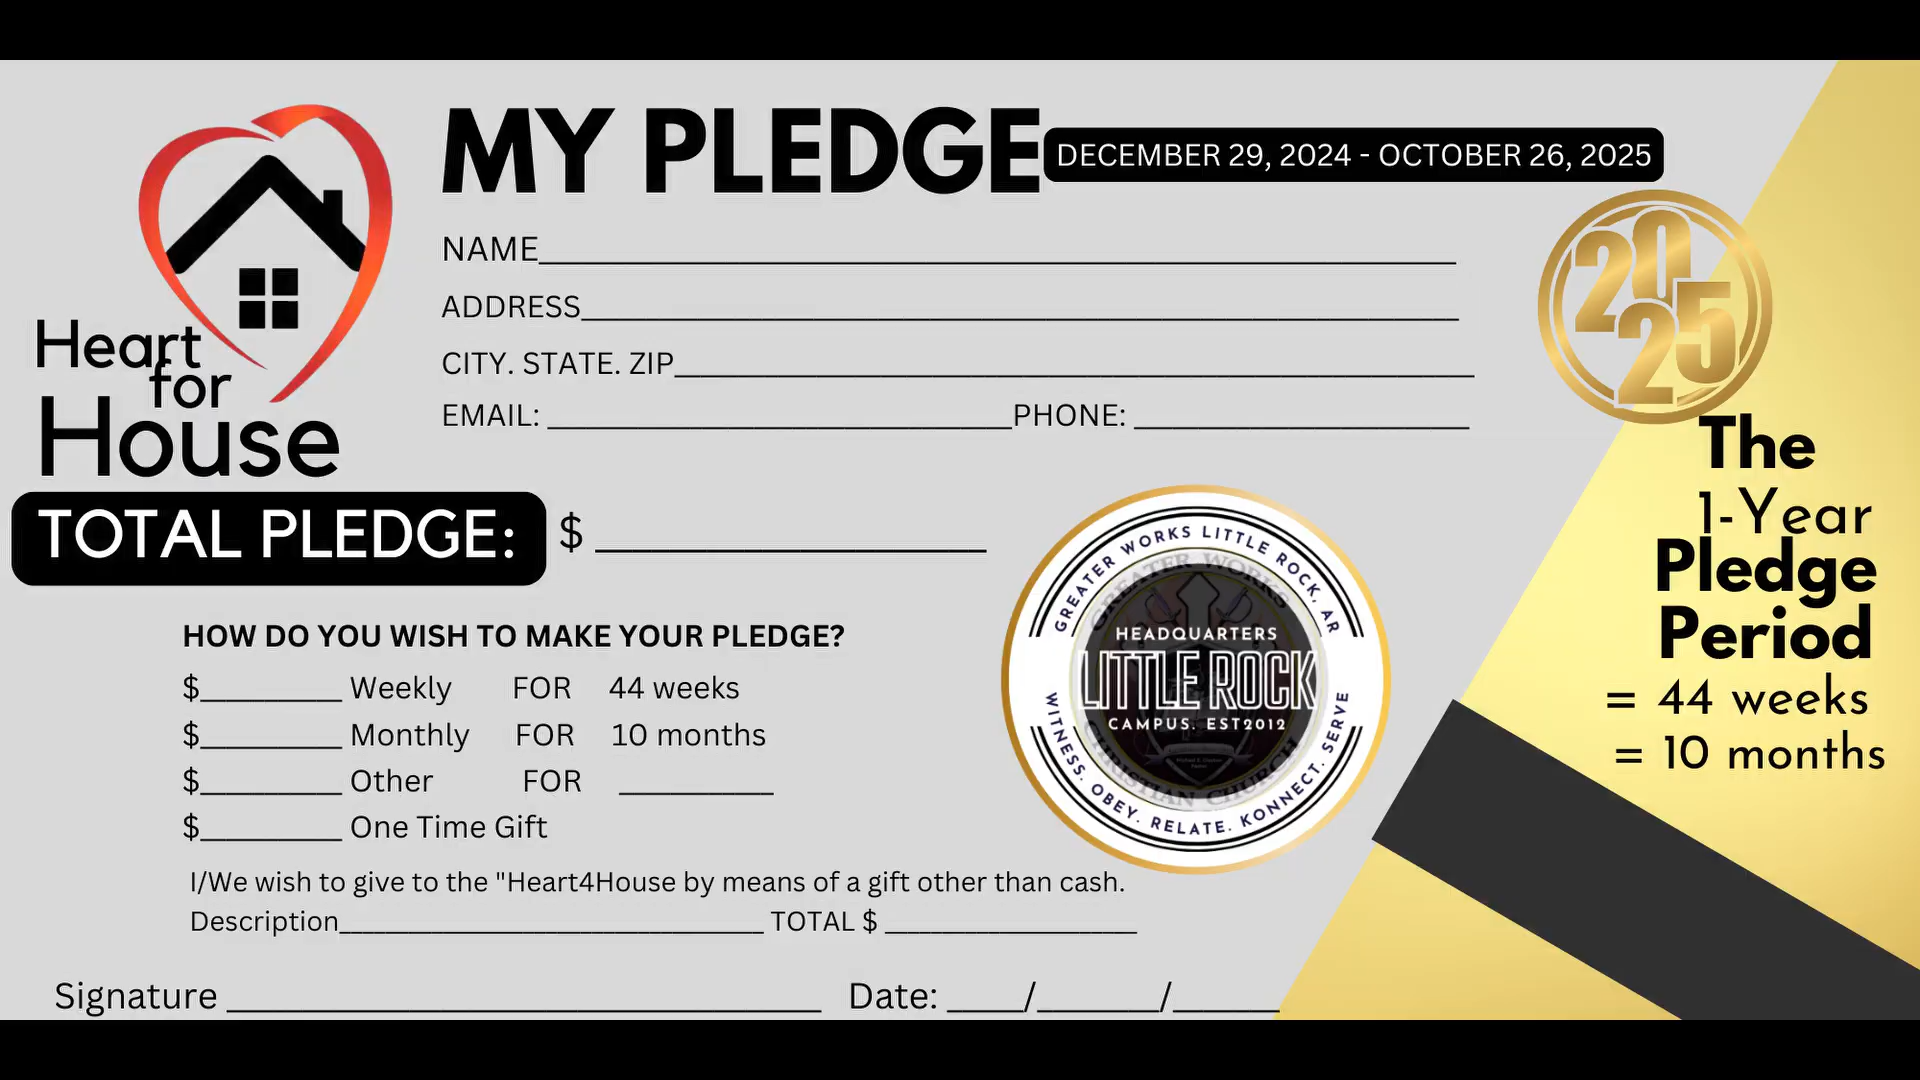 MY PLEDGE
DECEMBER 29, 2024 - OCTOBER 26, 2025
NAME
ADDRESS
CITY. STATE. ZIP
EMAIL: PHONE:
Heart
for
House
2025
TOTAL PLEDGE: $
HOW DO YOU WISH TO MAKE YOUR PLEDGE?
$ Weekly FOR 44 weeks
$ Monthly FOR 10 months
$ Other FOR
$ One Time Gift
I/We wish to give to the "Heart4House by means of a gift other than cash.
Description TOTAL $
Signature Date: / /
GREATER WORKS LITTLE ROCK, AR
GREATER WORKS
HEADQUARTERS
LITTLE ROCK
CAMPUS. EST2012
CHRISTIAN CHURCH
WITNESS. OBEY. RELATE. KONNECT. SERVE
The
1-Year
Pledge
Period
= 44 weeks
= 10 months